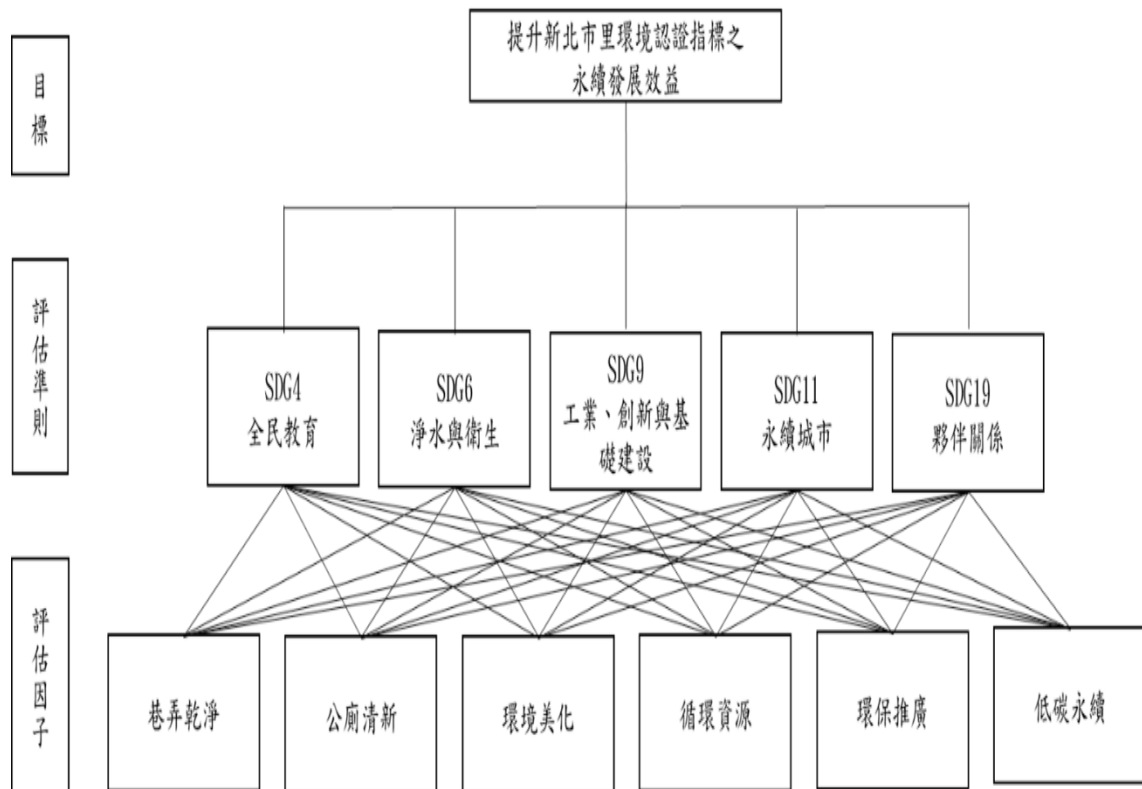 目標
提升新北市里環境認證指標之
永續發展效益
評估準則
SDG4
全民教育
SDG6
淨水與衛生
SDG9
工業、創新與基
礎建設
SDG11
永續城市
SDG19
夥伴關係
評估因子
巷弄乾淨
公廁清新
環境美化
循環資源
環保推廣
低碳永續